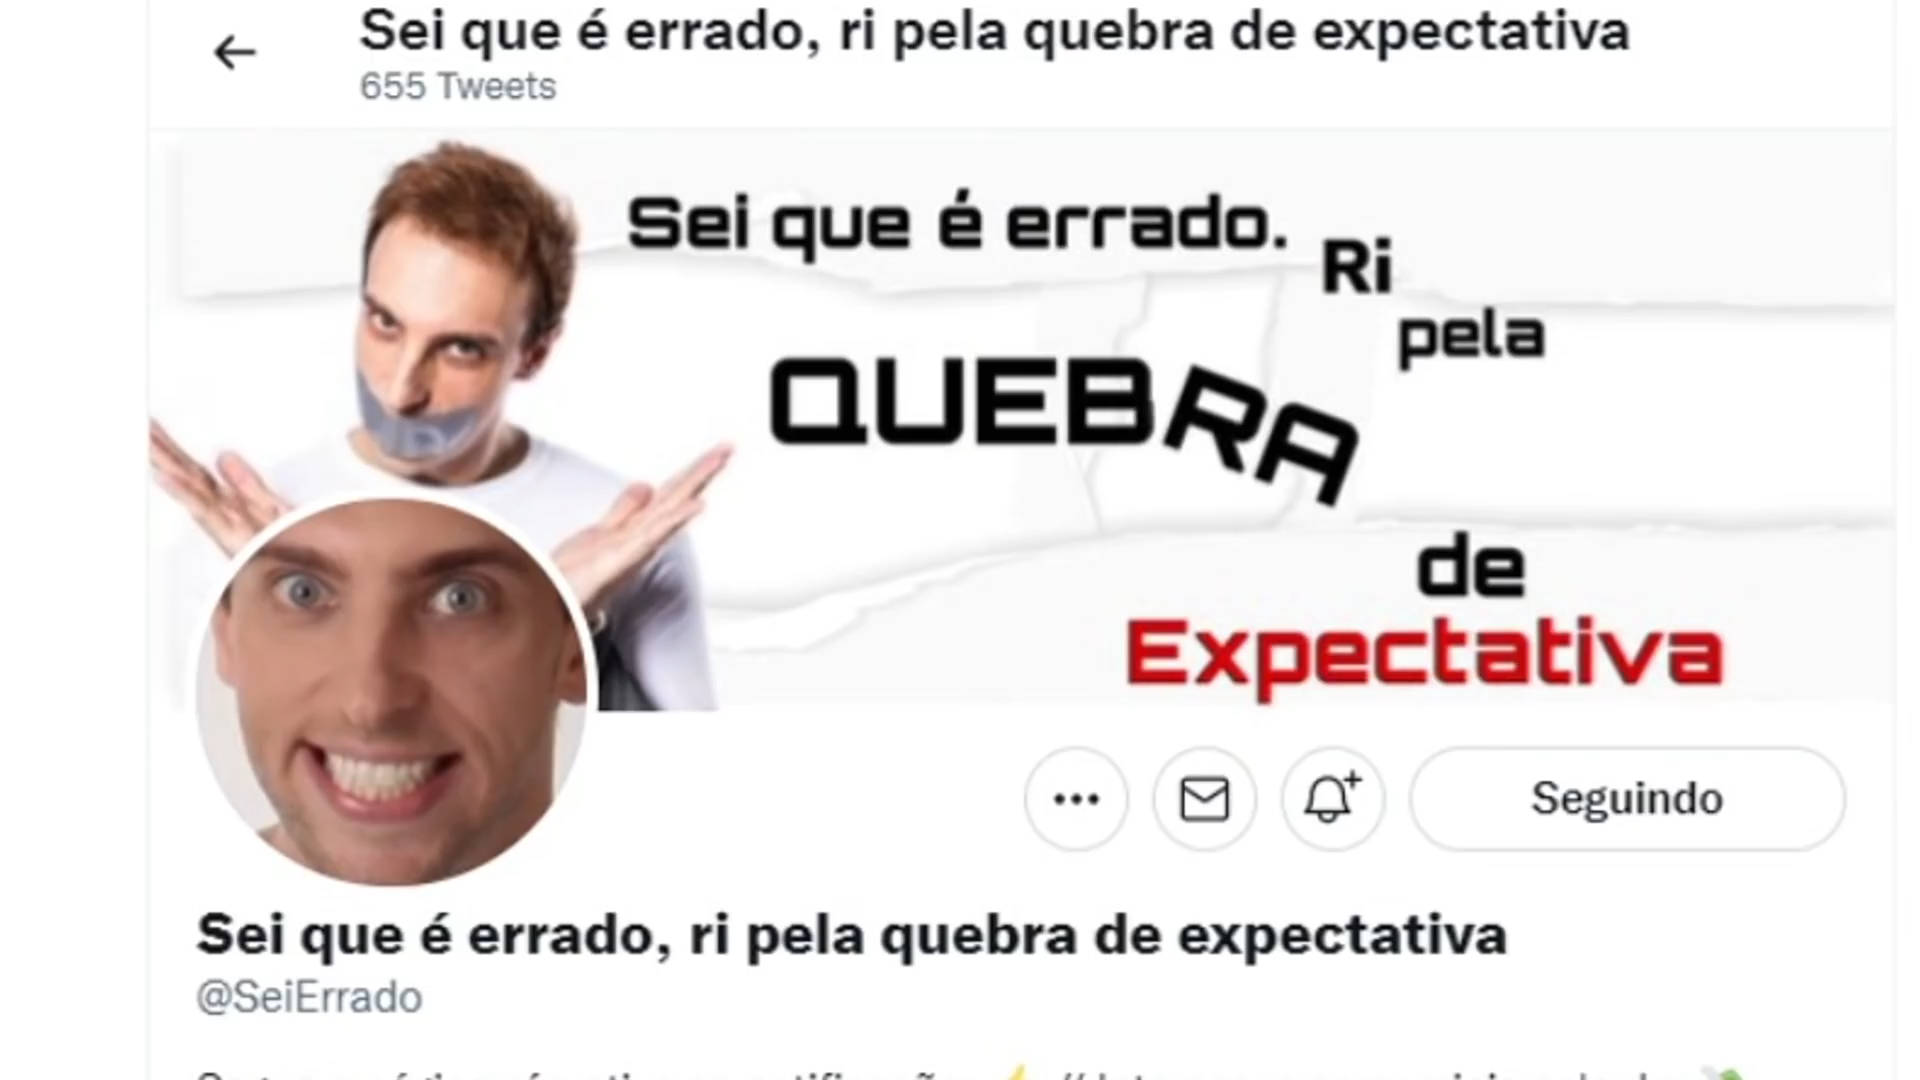 Sei que é errado, ri pela quebra de expectativa
655 Tweets
Sei que é errado.
Ri
pela
QUEBRA
de
Expectativa
Seguindo
Sei que é errado, ri pela quebra de expectativa
@SeiErrado